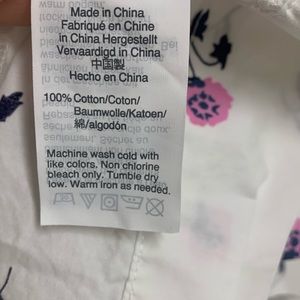 Made in China
Fabriqué en Chine
in China Hergestellt
Vervaardigd in China
中国製
Hecho en China
100% Cotton/Coton/
Baumwolle/Katoen/
綿/algodón
Machine wash cold with
like colors. Non chlorine
bleach only. Tumble dry
low. Warm iron as needed.